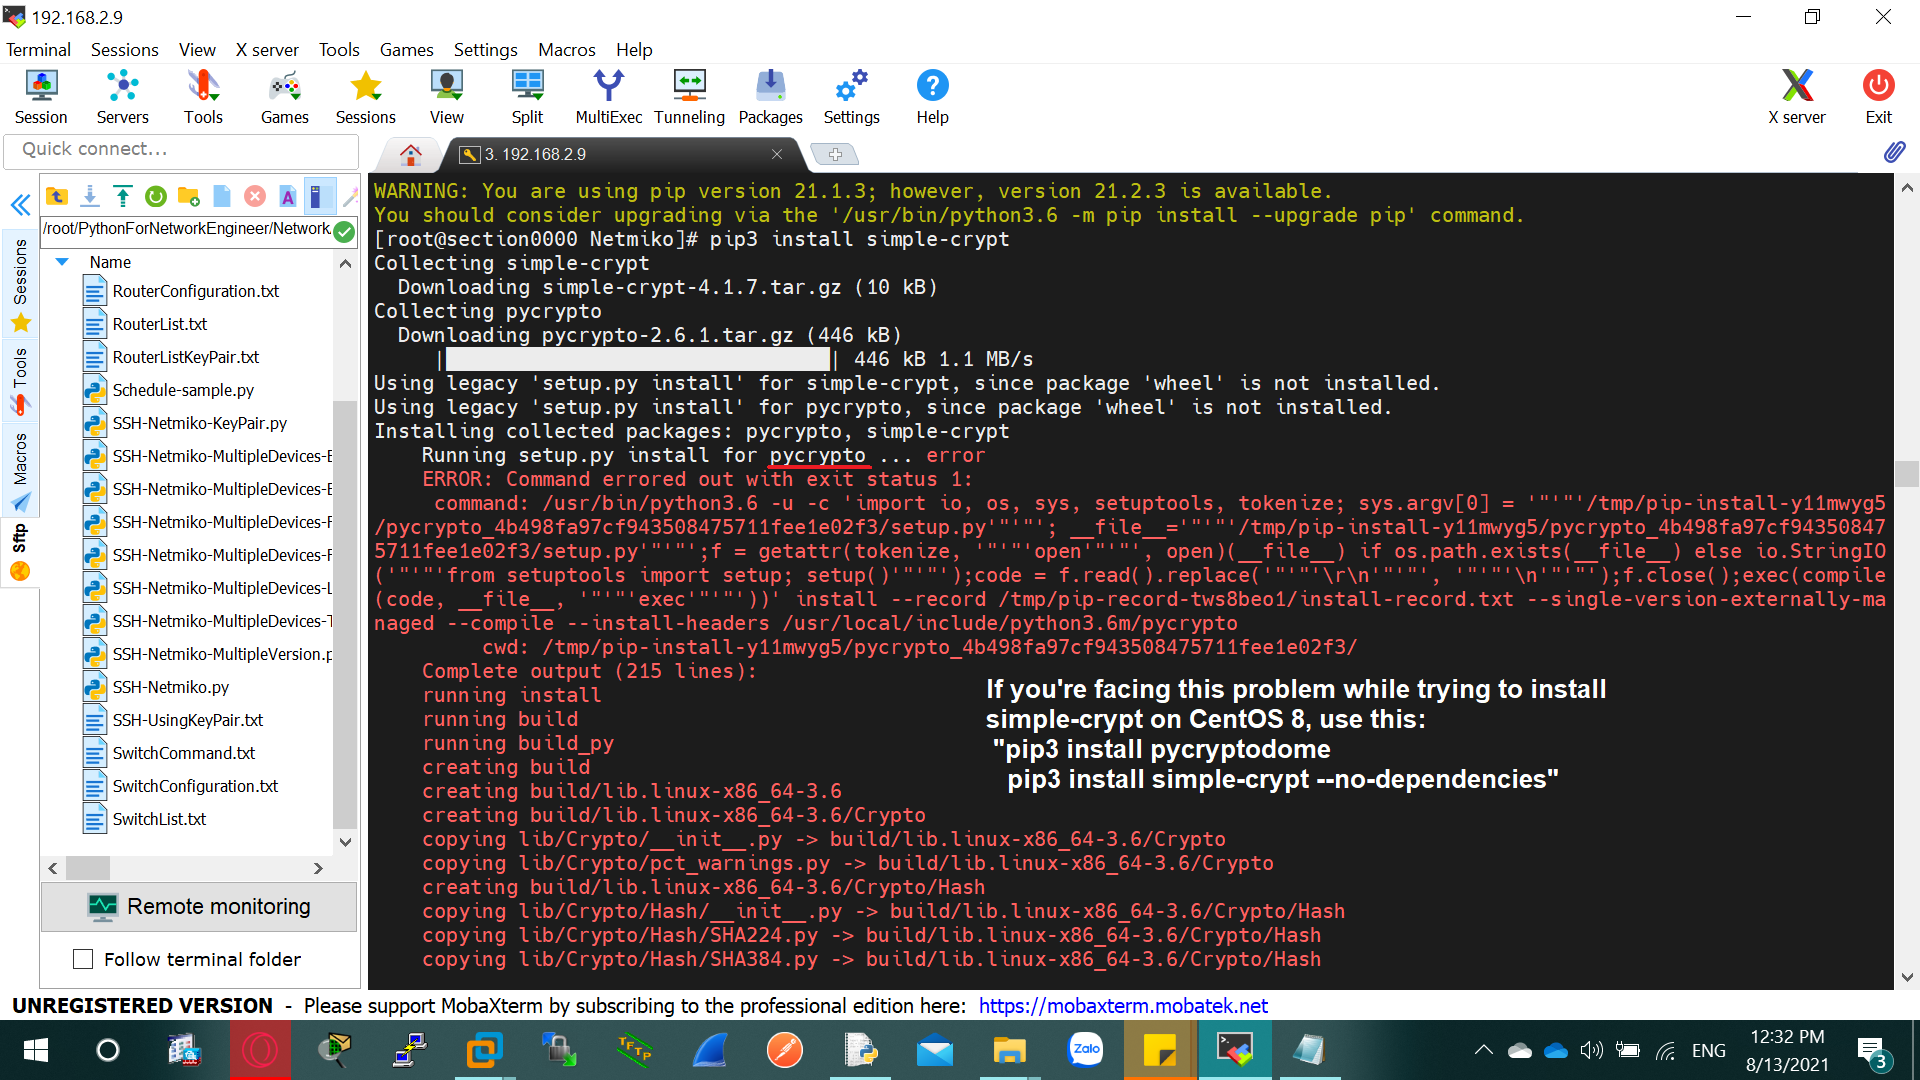 192.168.2.9
Terminal Sessions View X server Tools Games Settings Macros Help
Session Servers Tools Games Sessions View Split MultiExec Tunneling Packages Settings Help X server Exit
Quick connect...
3. 192.168.2.9
/root/PythonForNetworkEngineer/Network
Sessions
Tools
Macros
Sftp
Name
RouterConfiguration.txt
RouterList.txt
RouterListKeyPair.txt
Schedule-sample.py
SSH-Netmiko-KeyPair.py
SSH-Netmiko-MultipleDevices-E
SSH-Netmiko-MultipleDevices-E
SSH-Netmiko-MultipleDevices-F
SSH-Netmiko-MultipleDevices-F
SSH-Netmiko-MultipleDevices-L
SSH-Netmiko-MultipleDevices-T
SSH-Netmiko-MultipleVersion.p
SSH-Netmiko.py
SSH-UsingKeyPair.txt
SwitchCommand.txt
SwitchConfiguration.txt
SwitchList.txt
Remote monitoring
Follow terminal folder
WARNING: You are using pip version 21.1.3; however, version 21.2.3 is available.
You should consider upgrading via the '/usr/bin/python3.6 -m pip install --upgrade pip' command.
[root@section0000 Netmiko]# pip3 install simple-crypt
Collecting simple-crypt
Downloading simple-crypt-4.1.7.tar.gz (10 kB)
Collecting pycrypto
Downloading pycrypto-2.6.1.tar.gz (446 kB)
| | 446 kB 1.1 MB/s
Using legacy 'setup.py install' for simple-crypt, since package 'wheel' is not installed.
Using legacy 'setup.py install' for pycrypto, since package 'wheel' is not installed.
Installing collected packages: pycrypto, simple-crypt
Running setup.py install for pycrypto ... error
ERROR: Command errored out with exit status 1:
command: /usr/bin/python3.6 -u -c 'import io, os, sys, setuptools, tokenize; sys.argv[0] = '"'"'/tmp/pip-install-y11mwyg5
/pycrypto_4b498fa97cf943508475711fee1e02f3/setup.py'"'"'; __file__='"'"'/tmp/pip-install-y11mwyg5/pycrypto_4b498fa97cf94350847
5711fee1e02f3/setup.py'"'"';f = getattr(tokenize, '"'"'open'"'"', open)(__file__) if os.path.exists(__file__) else io.StringIO
('"'"'from setuptools import setup; setup()'"'"');code = f.read().replace('"'"'\r\n'"'"', '"'"'\n'"'"');f.close();exec(compile
(code, __file__, '"'"'exec'"'"'))' install --record /tmp/pip-record-tws8beo1/install-record.txt --single-version-externally-ma
naged --compile --install-headers /usr/local/include/python3.6m/pycrypto
cwd: /tmp/pip-install-y11mwyg5/pycrypto_4b498fa97cf943508475711fee1e02f3/
Complete output (215 lines):
running install
running build
running build_py
creating build
creating build/lib.linux-x86_64-3.6
creating build/lib.linux-x86_64-3.6/Crypto
copying lib/Crypto/__init__.py -> build/lib.linux-x86_64-3.6/Crypto
copying lib/Crypto/pct_warnings.py -> build/lib.linux-x86_64-3.6/Crypto
creating build/lib.linux-x86_64-3.6/Crypto/Hash
copying lib/Crypto/Hash/__init__.py -> build/lib.linux-x86_64-3.6/Crypto/Hash
copying lib/Crypto/Hash/SHA224.py -> build/lib.linux-x86_64-3.6/Crypto/Hash
copying lib/Crypto/Hash/SHA384.py -> build/lib.linux-x86_64-3.6/Crypto/Hash
If you're facing this problem while trying to install
simple-crypt on CentOS 8, use this:
"pip3 install pycryptodome
pip3 install simple-crypt --no-dependencies"
UNREGISTERED VERSION - Please support MobaXterm by subscribing to the professional edition here: https://mobaxterm.mobatek.net
TFTP
Zalo
ENG
12:32 PM
8/13/2021
3